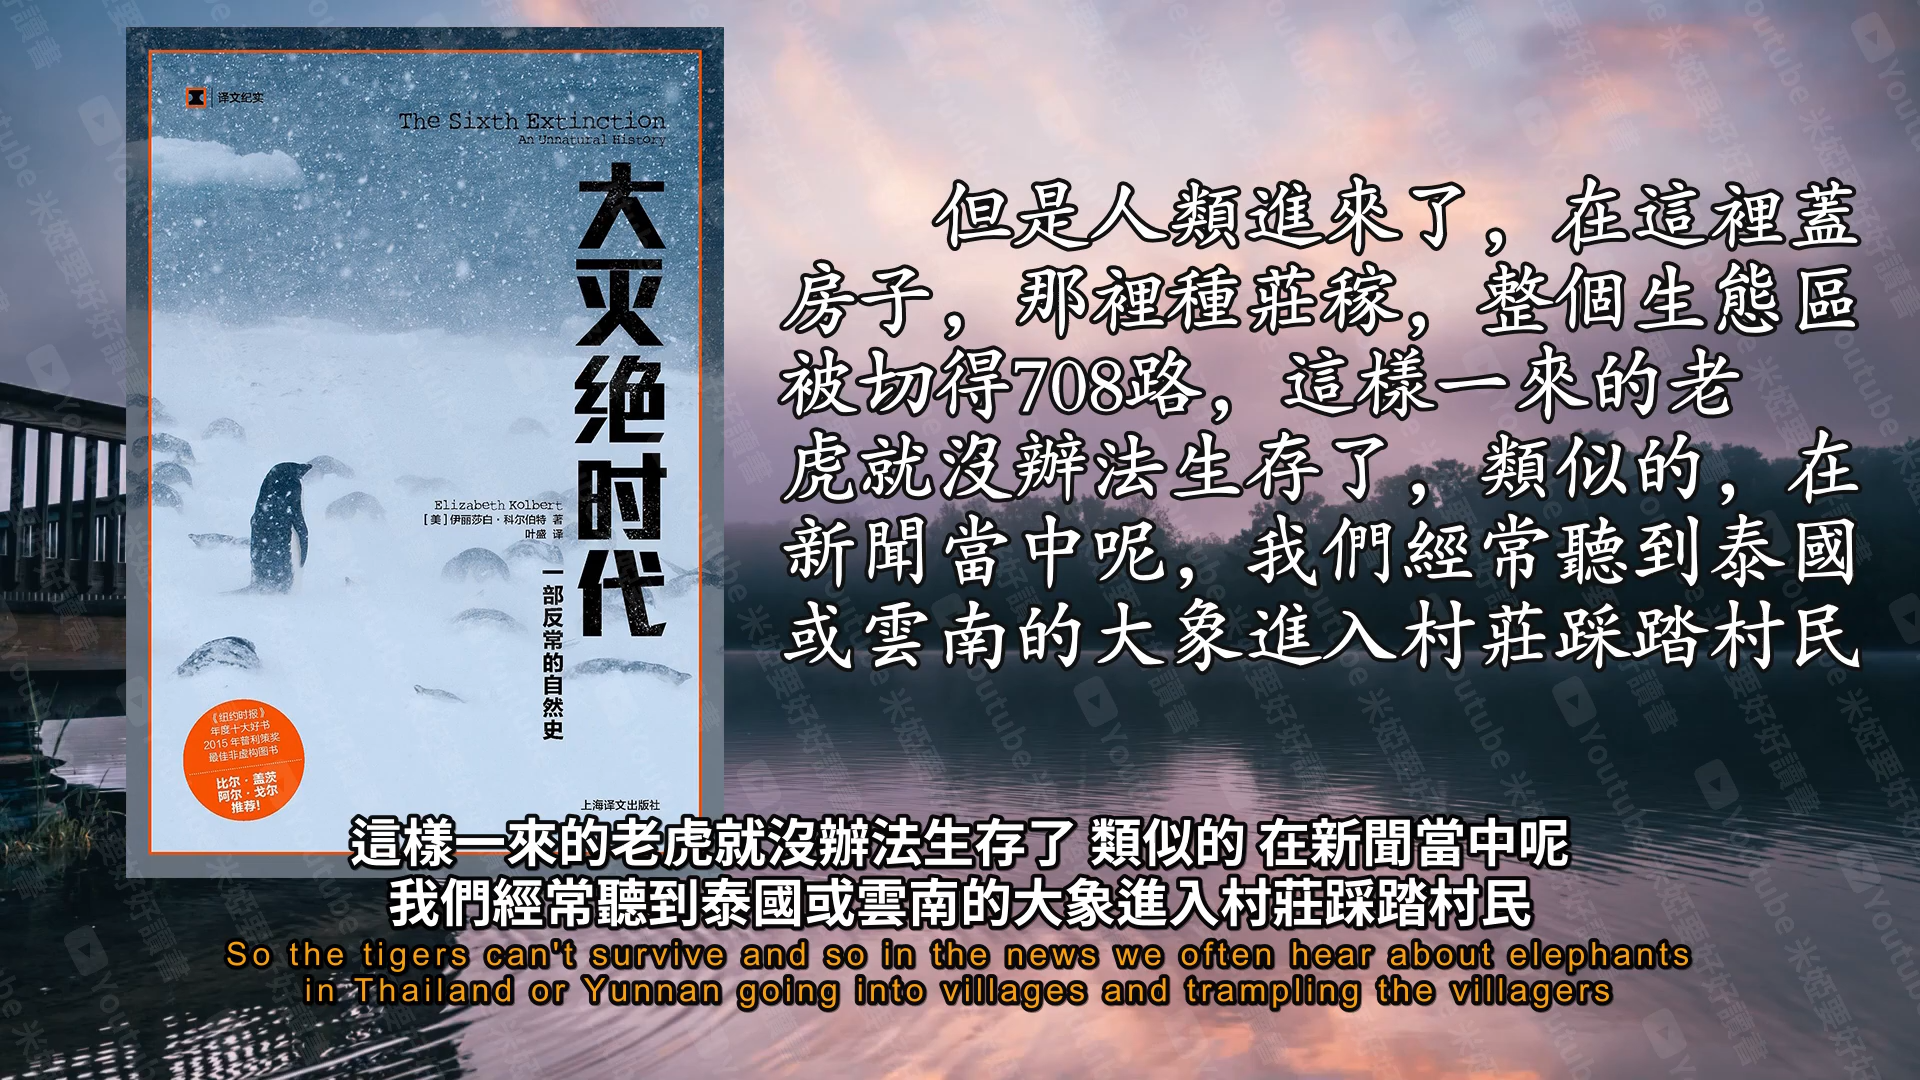 译文纪实
The Sixth Extinction
An Unnatural History
大灭绝时代
Elizabeth Kolbert
[美]伊丽莎白·科尔伯特 著
叶盛 译
一部反常的自然史
《纽约时报》
年度十大好书
2015年普利策奖
最佳非虚构图书
比尔·盖茨
阿尔·戈尔
推荐!
上海译文出版社
但是人類進來了，在這裡蓋
房子，那裡種莊稼，整個生態區
被切得708路，這樣一來的老
虎就沒辦法生存了，類似的，在
新聞當中呢，我們經常聽到泰國
或雲南的大象進入村莊踩踏村民
這樣一來的老虎就沒辦法生存了 類似的 在新聞當中呢
我們經常聽到泰國或雲南的大象進入村莊踩踏村民
So the tigers can't survive and so in the news we often hear about elephants
in Thailand or Yunnan going into villages and trampling the villagers
Youtube 米婭要好好讀書